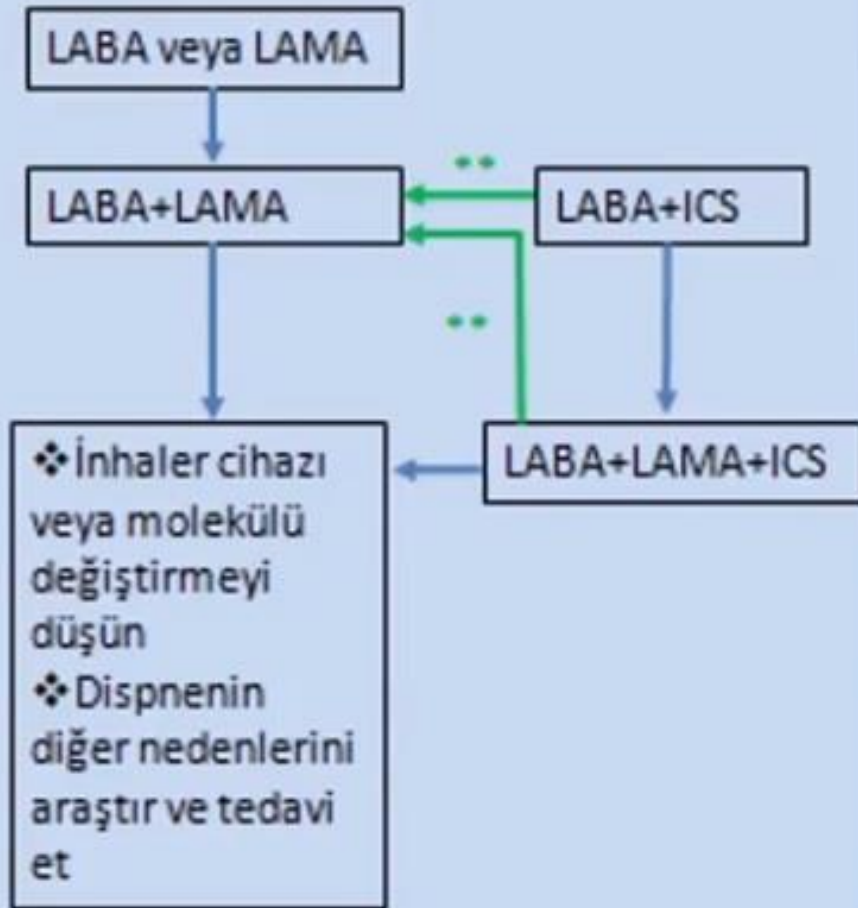 LABA veya LAMA
LABA+LAMA
**
LABA+ICS
**
LABA+LAMA+ICS
❖İnhaler cihazı
veya molekülü
değiştirmeyi
düşün
❖Dispnenin
diğer nedenlerini
araştır ve tedavi
et